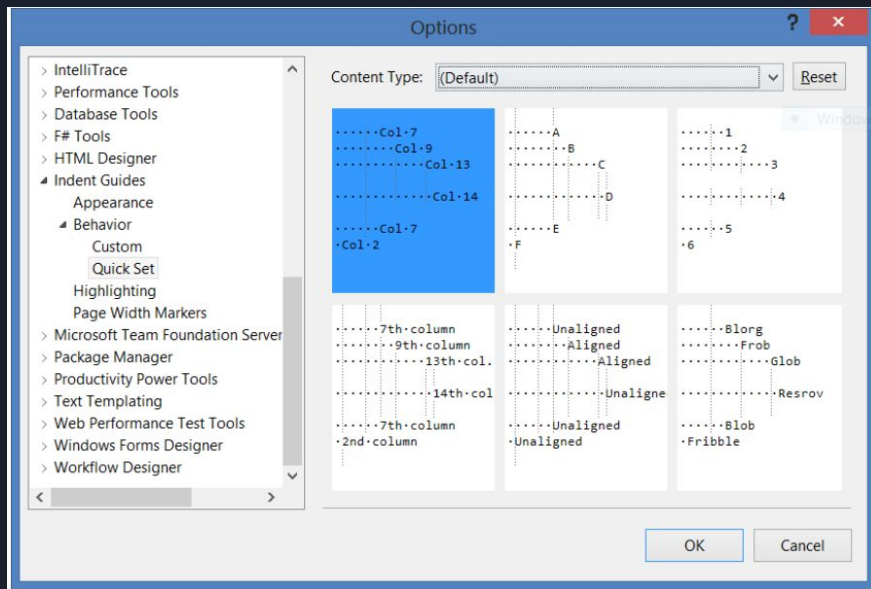 Options
?
IntelliTrace
Performance Tools
Database Tools
F# Tools
HTML Designer
Indent Guides
Appearance
Behavior
Custom
Quick Set
Highlighting
Page Width Markers
Microsoft Team Foundation Server
Package Manager
Productivity Power Tools
Text Templating
Web Performance Test Tools
Windows Forms Designer
Workflow Designer
Content Type: (Default) Reset
Window
······Col·7
········Col·9
············Col·13
·············Col·14
······Col·7
·Col·2
······A
········B
············C
·············D
······E
·F
······1
········2
············3
·············4
······5
·6
······7th·column
········9th·column
············13th·col.
·············14th·col
······7th·column
·2nd·column
······Unaligned
········Aligned
············Aligned
·············Unaligne
······Unaligned
·Unaligned
······Blorg
········Frob
············Glob
·············Resrov
······Blob
·Fribble
OK Cancel